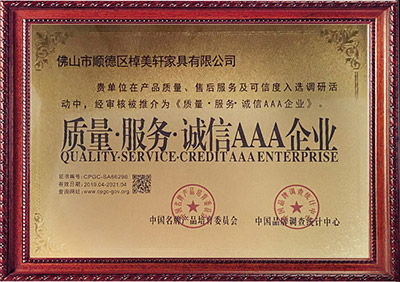 佛山市顺德区棹美轩家具有限公司
贵单位在产品质量、售后服务及可信度入选调研活
动中，经审核被推介为《质量·服务·诚信AAA企业》。
质量·服务·诚信AAA企业
QUALITY·SERVICE·CREDIT AAA ENTERPRISE
证书编号：CPGC-SA66298
有效日期：2019.04-2021.04
查询网址：www.cpgc-gov.org
中国名牌产品培育委员会 中国品牌调查统计中心